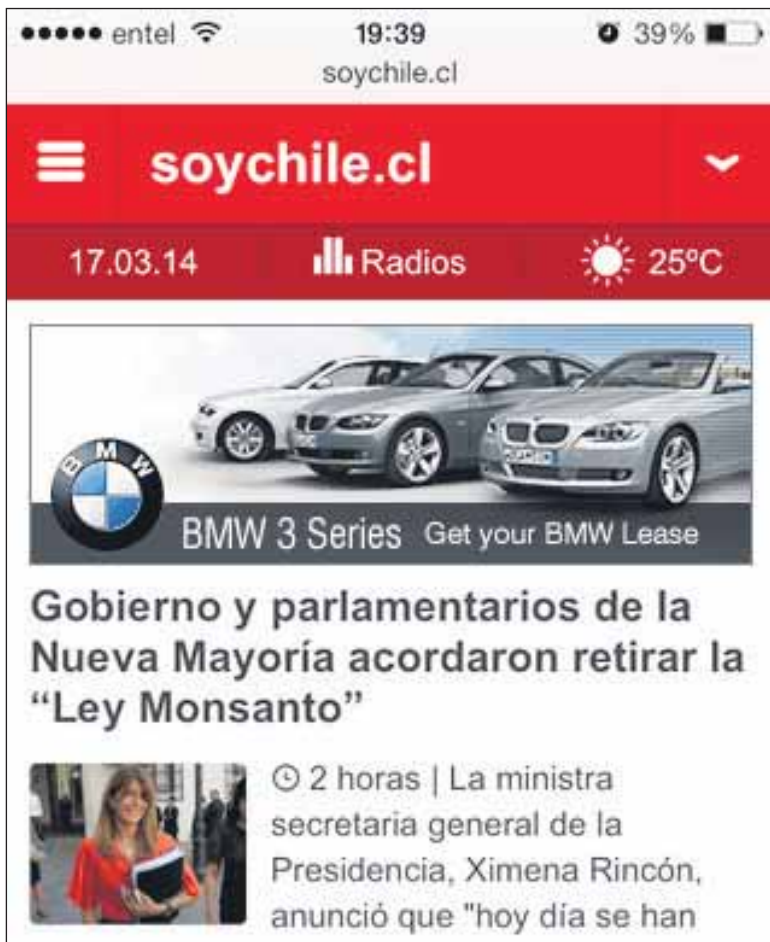 entel 19:39 39%
soychile.cl
soychile.cl
17.03.14 Radios 25ºC
BMW
BMW 3 Series Get your BMW Lease
Gobierno y parlamentarios de la
Nueva Mayoría acordaron retirar la
“Ley Monsanto”
2 horas | La ministra
secretaria general de la
Presidencia, Ximena Rincón,
anunció que "hoy día se han